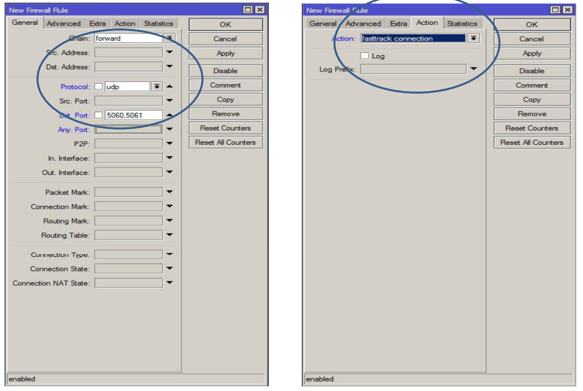 New Firewall Rule
General Advanced Extra Action Statistics
Chain: forward
Src. Address:
Dst. Address:
Protocol: udp
Src. Port:
Dst. Port: 5060,5061
Any. Port:
P2P:
In. Interface:
Out. Interface:
Packet Mark:
Connection Mark:
Routing Mark:
Routing Table:
Connection Type:
Connection State:
Connection NAT State:
OK
Cancel
Apply
Disable
Comment
Copy
Remove
Reset Counters
Reset All Counters
enabled
New Firewall Rule
General Advanced Extra Action Statistics
Action: fasttrack connection
Log
Log Prefix:
OK
Cancel
Apply
Disable
Comment
Copy
Remove
Reset Counters
Reset All Counters
enabled